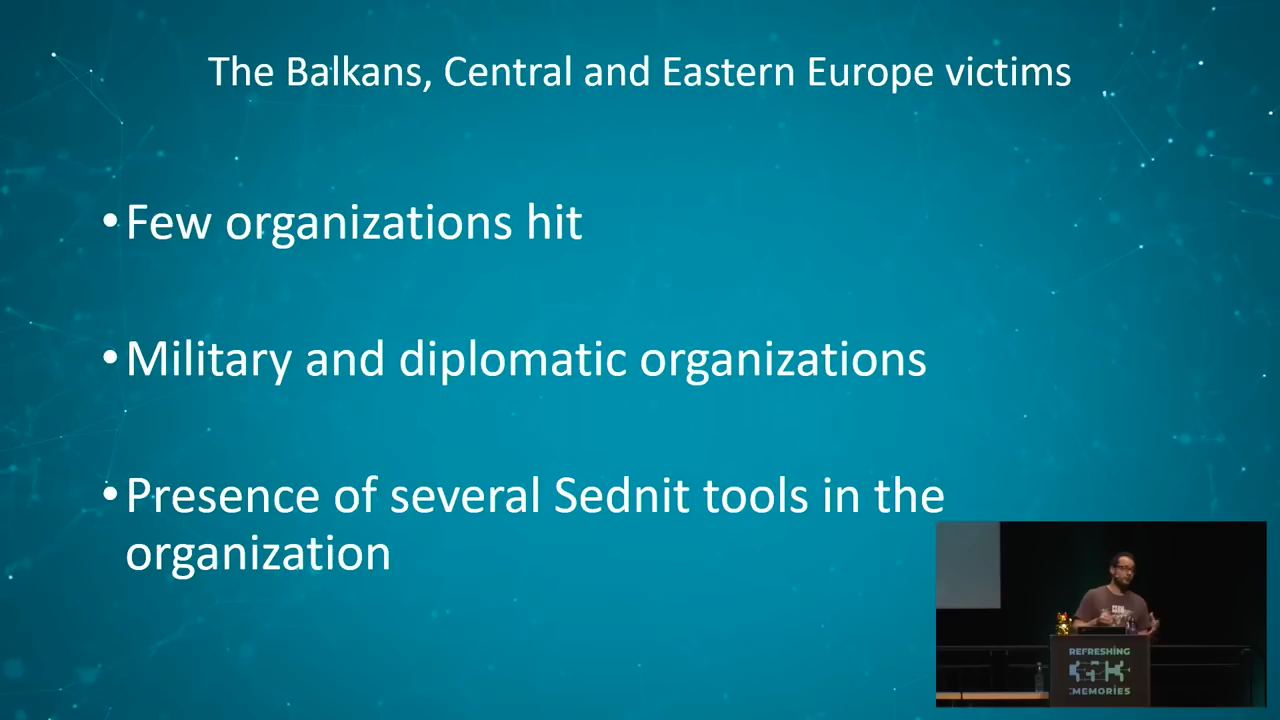 The Balkans, Central and Eastern Europe victims
•Few organizations hit
•Military and diplomatic organizations
•Presence of several Sednit tools in the
organization
REFRESHING
:MEMORIES